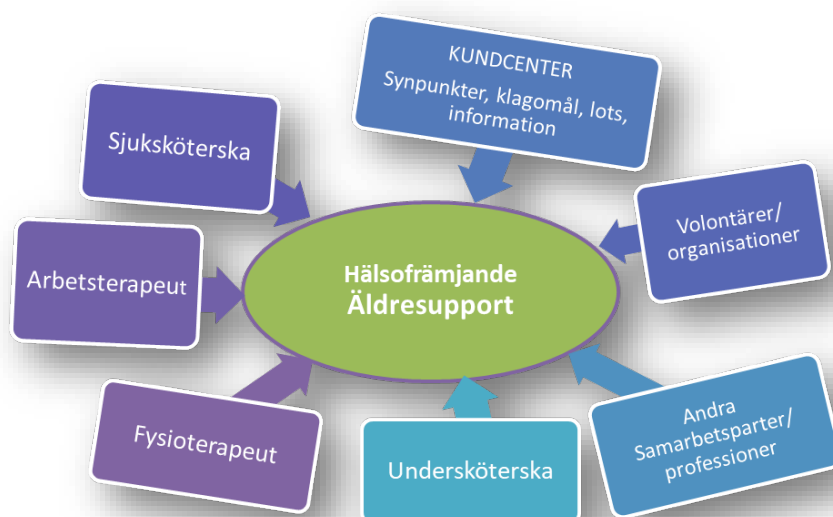 KUNDCENTER
Synpunkter, klagomål, lots,
information
Sjuksköterska
Volontärer/
organisationer
Arbetsterapeut
Hälsofrämjande
Äldresupport
Fysioterapeut
Undersköterska
Andra
Samarbetsparter/
professioner